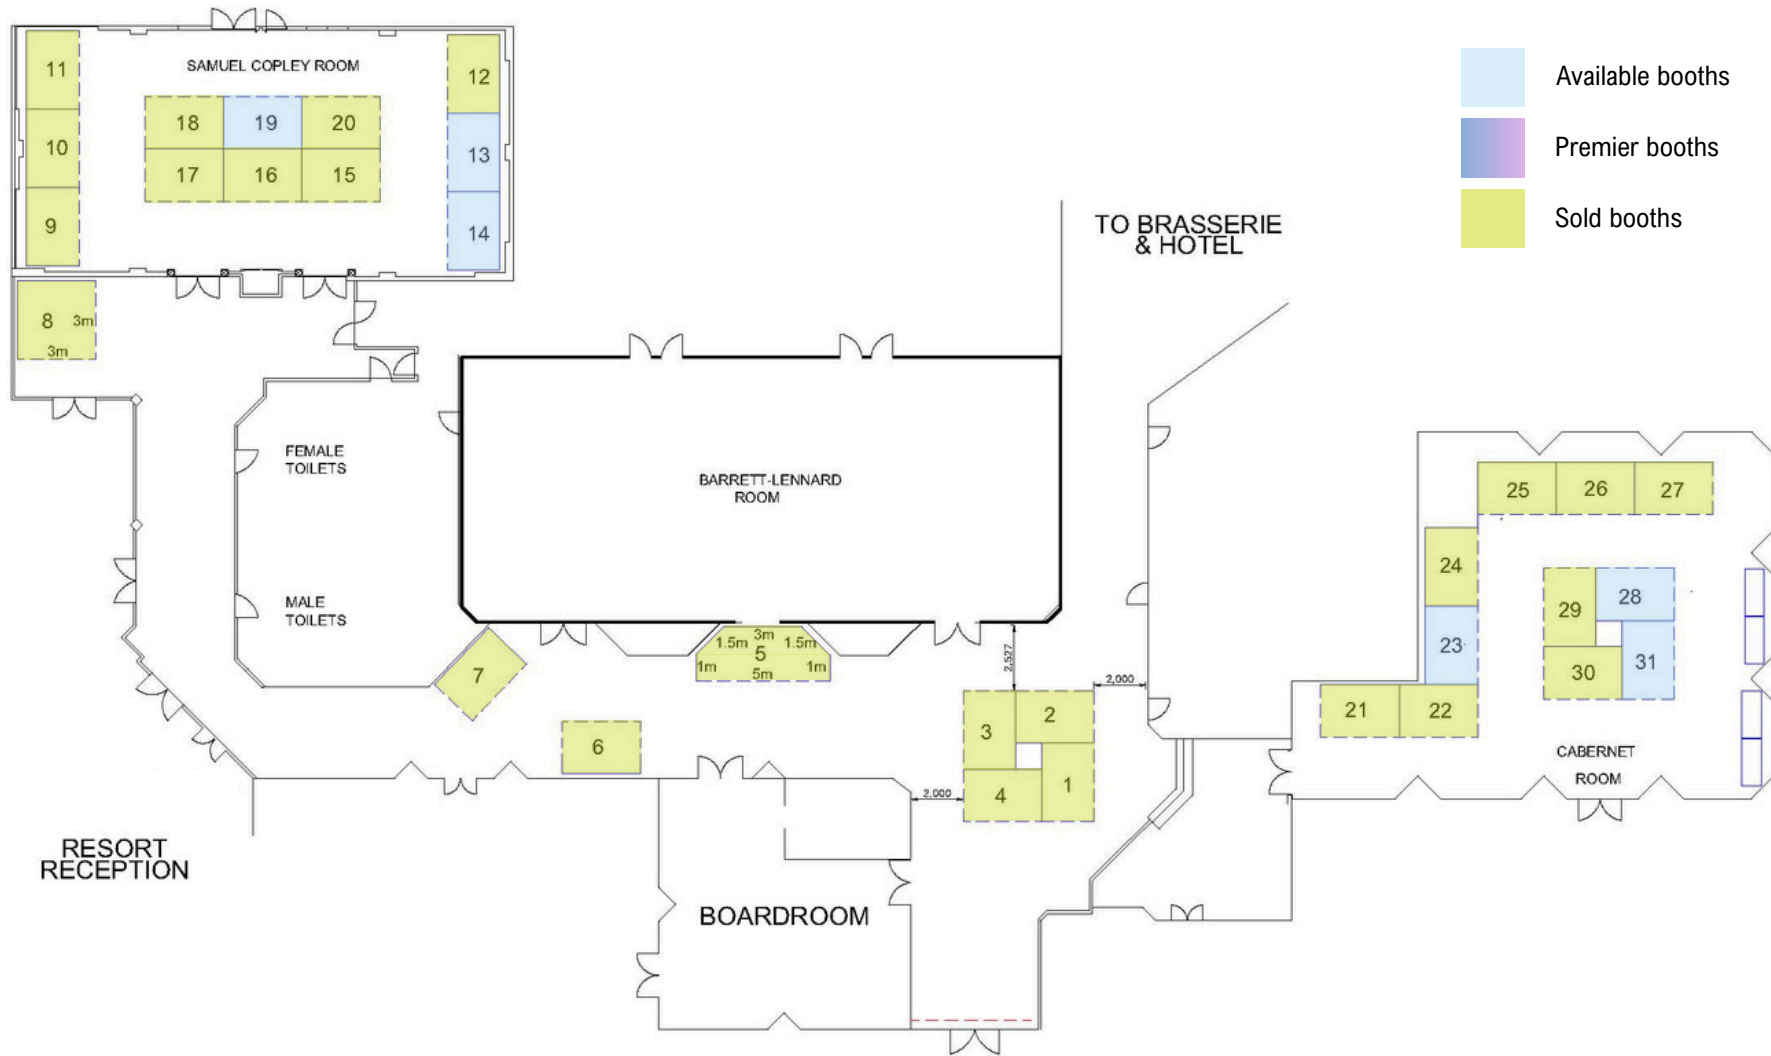 SAMUEL COPLEY ROOM
11
10
9
18
19
20
17
16
15
12
13
14
8
3m
3m
Available booths
Premier booths
Sold booths
TO BRASSERIE
& HOTEL
FEMALE
TOILETS
MALE
TOILETS
BARRETT-LENNARD
ROOM
7
3m
1.5m
1.5m
5
1m
1m
5m
6
2,527
2,000
3
2
1
4
2,000
25
26
27
24
23
21
22
29
28
31
30
CABERNET
ROOM
RESORT
RECEPTION
BOARDROOM